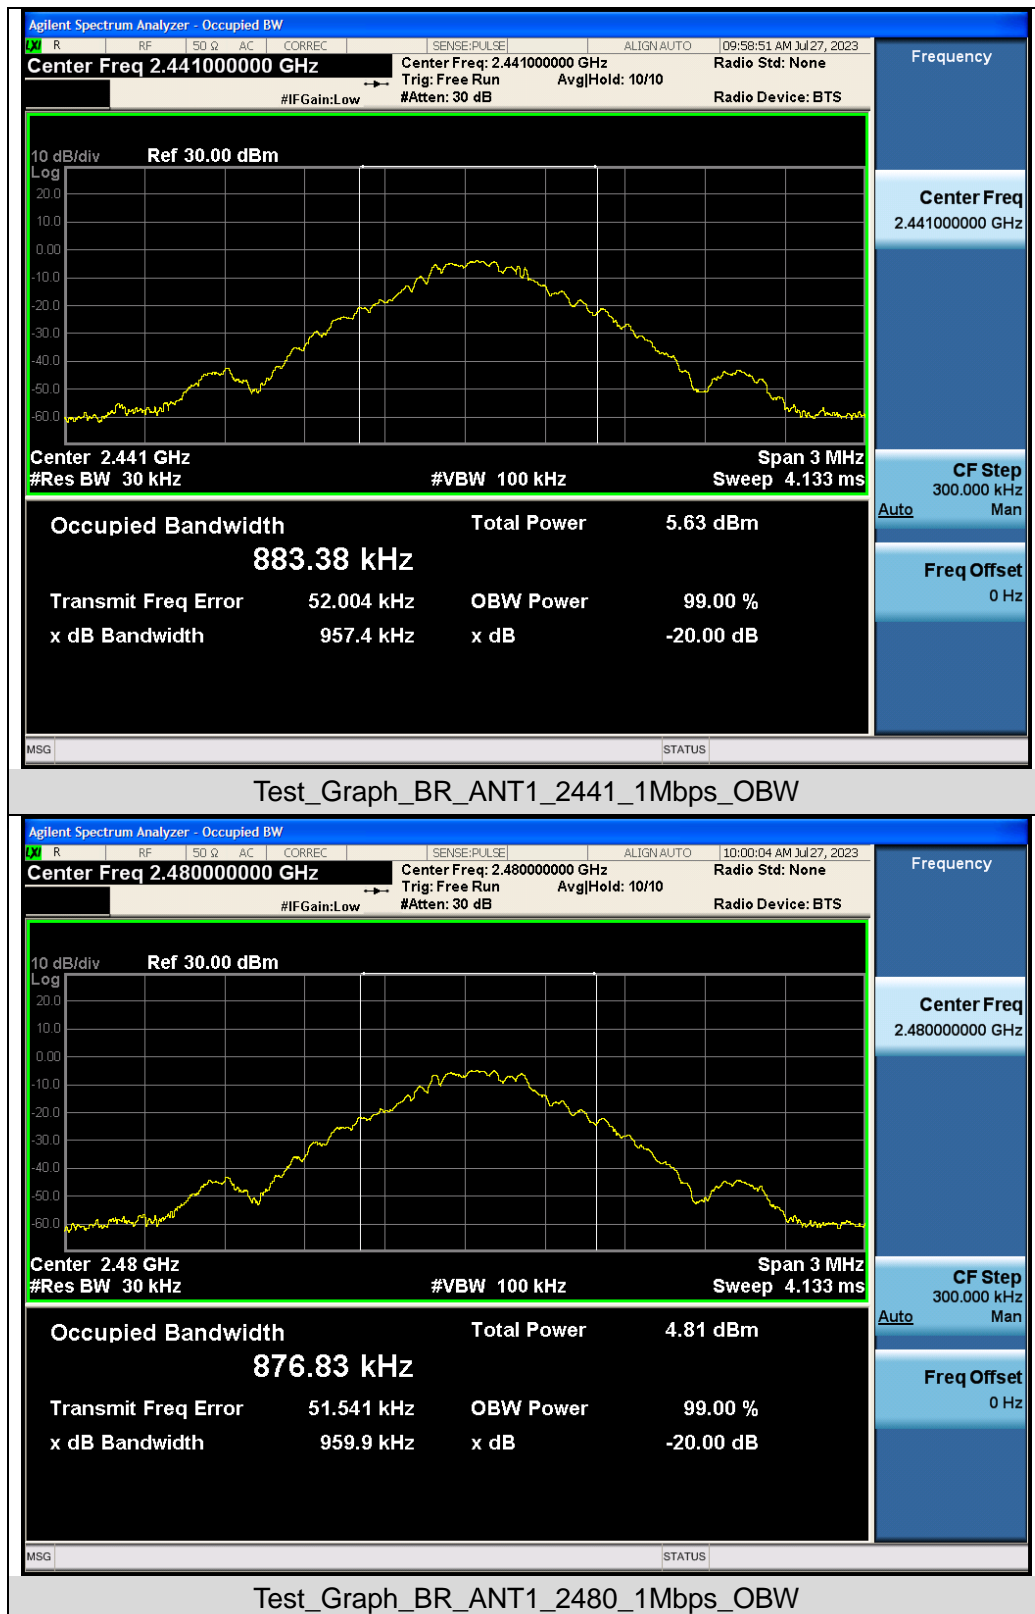 Agilent Spectrum Analyzer - Occupied BW
LXI R RF 50 Ω AC CORREC SENSE:PULSE ALIGN AUTO 09:58:51 AM Jul 27, 2023
Center Freq 2.441000000 GHz
Center Freq: 2.441000000 GHz
Radio Std: None
Trig: Free Run Avg|Hold: 10/10
#IFGain:Low #Atten: 30 dB Radio Device: BTS
Frequency
10 dB/div Ref 30.00 dBm
Log
20.0
10.0
0.00
-10.0
-20.0
-30.0
-40.0
-50.0
-60.0
Center 2.441 GHz Span 3 MHz
#Res BW 30 kHz #VBW 100 kHz Sweep 4.133 ms
Center Freq
2.441000000 GHz
CF Step
300.000 kHz
Auto Man
Freq Offset
0 Hz
Occupied Bandwidth Total Power 5.63 dBm
883.38 kHz
Transmit Freq Error 52.004 kHz OBW Power 99.00 %
x dB Bandwidth 957.4 kHz x dB -20.00 dB
MSG STATUS
Test_Graph_BR_ANT1_2441_1Mbps_OBW
Agilent Spectrum Analyzer - Occupied BW
LXI R RF 50 Ω AC CORREC SENSE:PULSE ALIGN AUTO 10:00:04 AM Jul 27, 2023
Center Freq 2.480000000 GHz
Center Freq: 2.480000000 GHz
Radio Std: None
Trig: Free Run Avg|Hold: 10/10
#IFGain:Low #Atten: 30 dB Radio Device: BTS
Frequency
10 dB/div Ref 30.00 dBm
Log
20.0
10.0
0.00
-10.0
-20.0
-30.0
-40.0
-50.0
-60.0
Center 2.48 GHz Span 3 MHz
#Res BW 30 kHz #VBW 100 kHz Sweep 4.133 ms
Center Freq
2.480000000 GHz
CF Step
300.000 kHz
Auto Man
Freq Offset
0 Hz
Occupied Bandwidth Total Power 4.81 dBm
876.83 kHz
Transmit Freq Error 51.541 kHz OBW Power 99.00 %
x dB Bandwidth 959.9 kHz x dB -20.00 dB
MSG STATUS
Test_Graph_BR_ANT1_2480_1Mbps_OBW